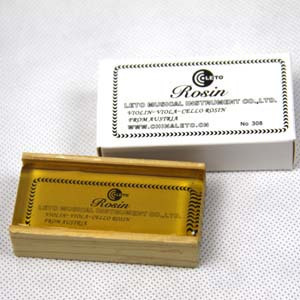 LETO
Rosin
LETO MUSICAL INSTRUMENT CO.,LTD.
VIOLIN-VIOLA-CELLO ROSIN
FROM AUSTRIA
WWW.CHINALETO.CN
No 308
Rosin
LETO MUSICAL INSTRUMENT CO.,LTD.
VIOLIN-VIOLA-CELLO ROSIN
FROM AUSTRIA